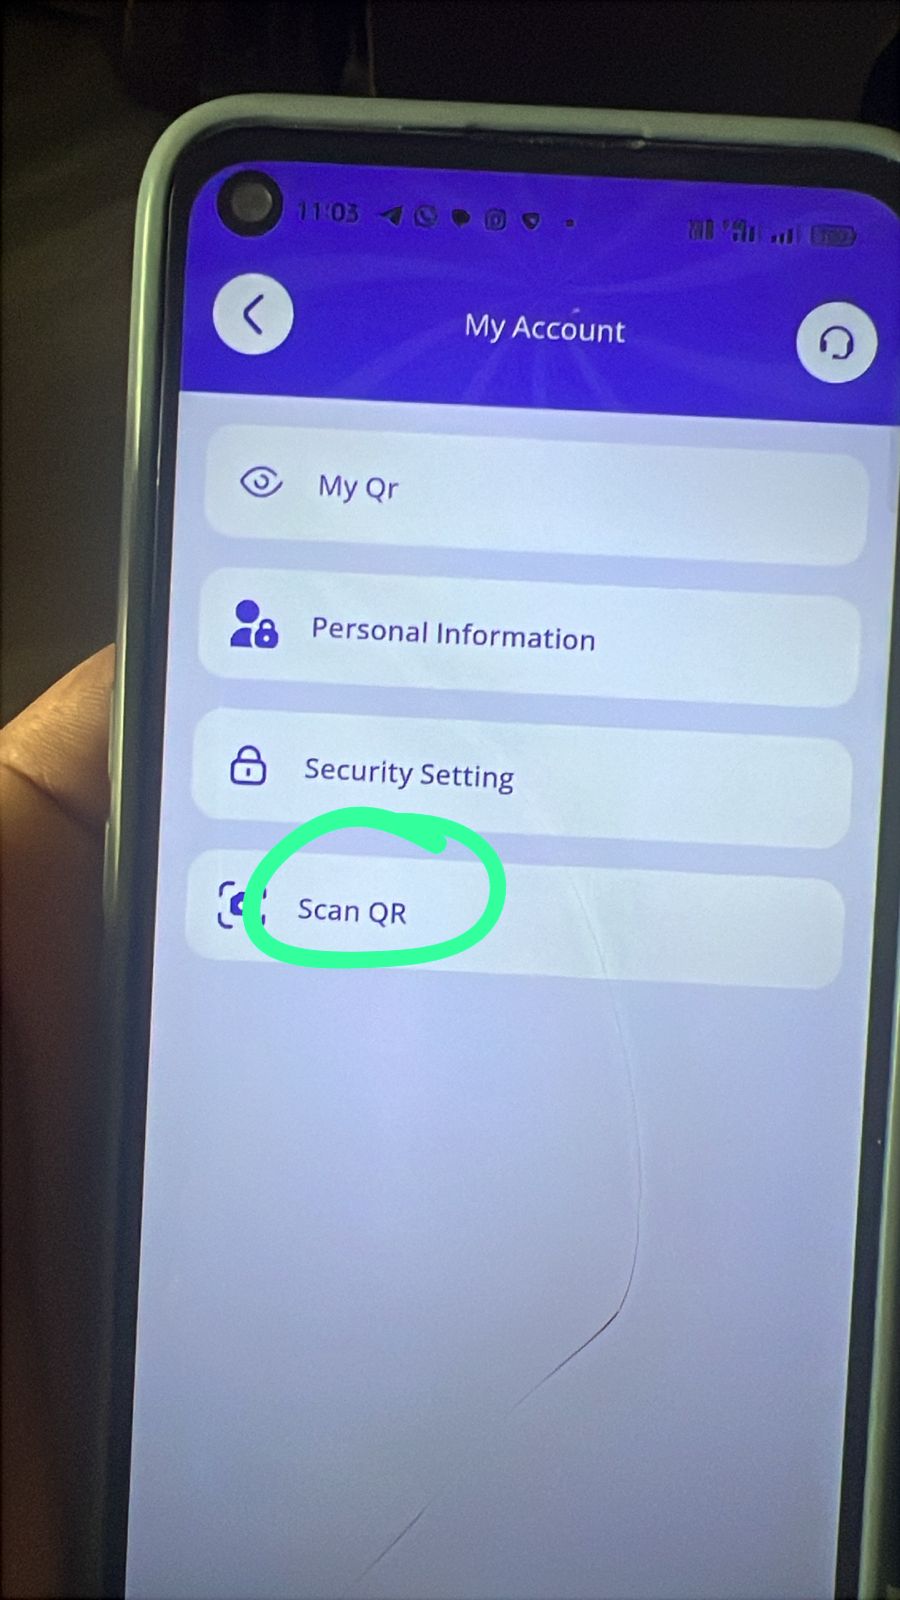 11:03
My Account
My Qr
Personal Information
Security Setting
Scan QR